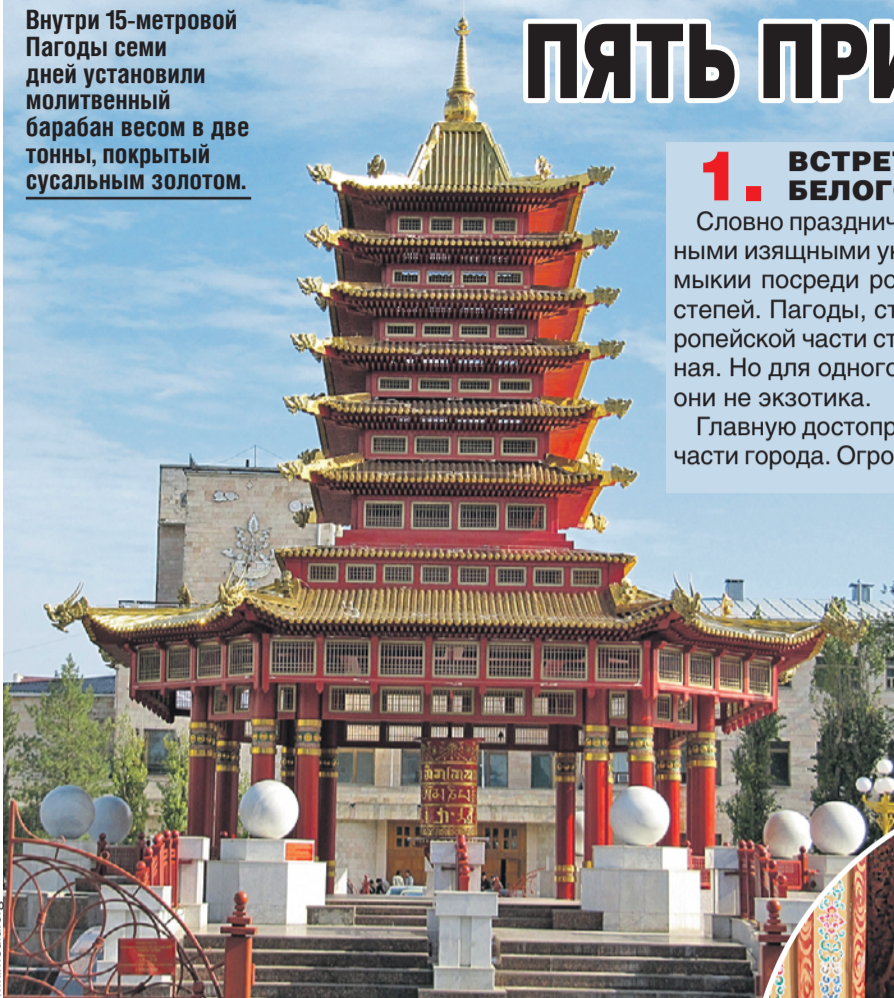 Внутри 15-метровой
Пагоды семи
дней установили
молитвенный
барабан весом в две
тонны, покрытый
сусальным золотом.
ПЯТЬ ПРИ
1. ВСТРЕТ
БЕЛОГ
Словно празднич
ными изящными ук
мыкии посреди ро
степей. Пагоды, ст
ропейской части ст
ная. Но для одного
они не экзотика.
Главную достопр
части города. Огро